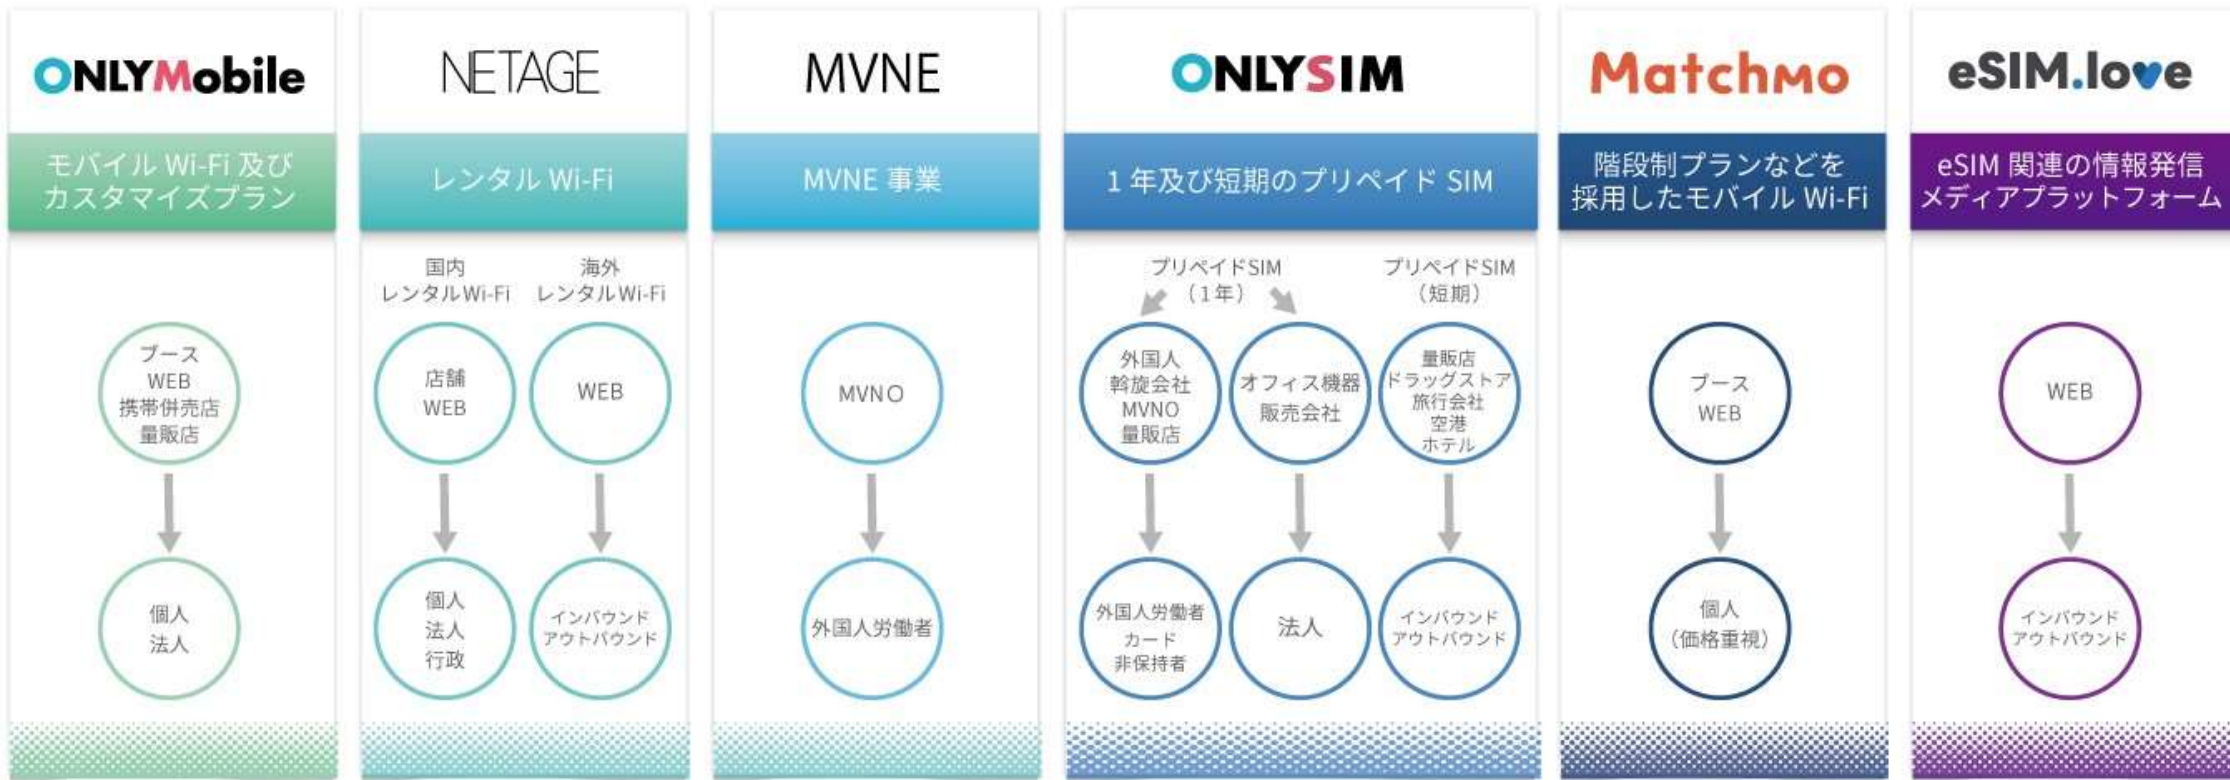 ONLYMobile
モバイル Wi-Fi 及び
カスタマイズプラン
ブース
WEB
携帯併売店
量販店
個人
法人
NETAGE
レンタル Wi-Fi
国内
レンタルWi-Fi
店舗
WEB
個人
法人
行政
海外
レンタルWi-Fi
WEB
インバウンド
アウトバウンド
MVNE
MVNE 事業
MVNO
外国人労働者
ONLYSIM
1 年及び短期のプリペイド SIM
プリペイドSIM
（1年）
外国人
斡旋会社
MVNO
量販店
外国人労働者
カード
非保持者
オフィス機器
販売会社
法人
プリペイドSIM
（短期）
量販店
ドラッグストア
旅行会社
空港
ホテル
インバウンド
アウトバウンド
Matchmo
階段制プランなどを
採用したモバイル Wi-Fi
ブース
WEB
個人
（価格重視）
eSIM.love
eSIM 関連の情報発信
メディアプラットフォーム
WEB
インバウンド
アウトバウンド